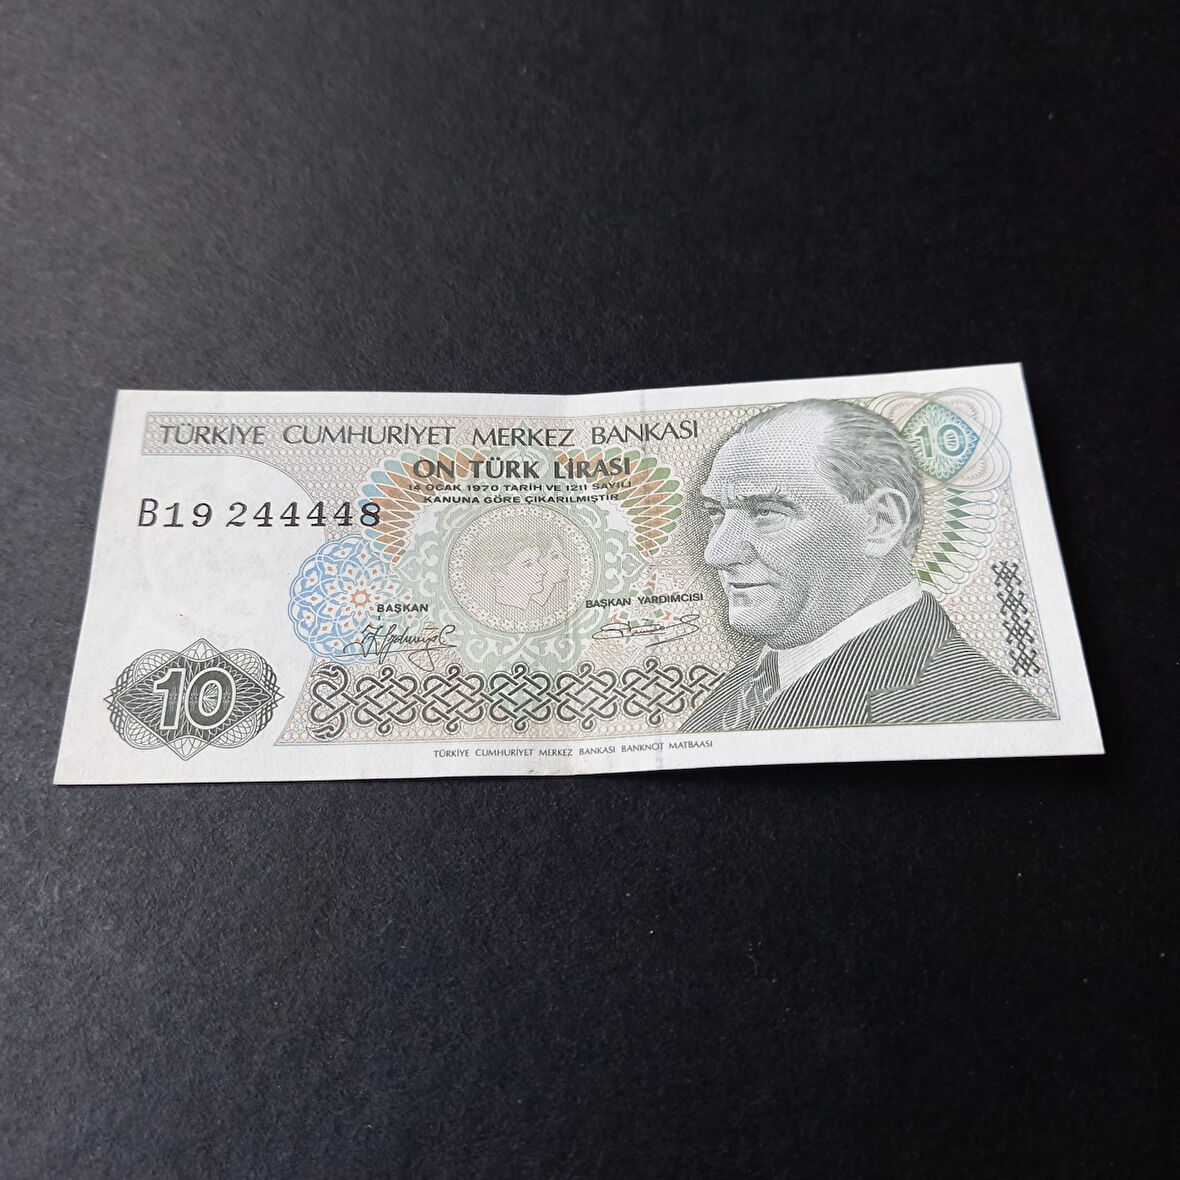 TÜRKİYE CUMHURİYET MERKEZ BANKASI
ON TÜRK LİRASI
14 OCAK 1970 TARİH VE 1211 SAYILI
KANUNA GÖRE ÇIKARILMIŞTIR
B19 244448
10
BAŞKAN
BAŞKAN YARDIMCISI
10
TÜRKİYE CUMHURİYET MERKEZ BANKASI BANKNOT MATBAASI